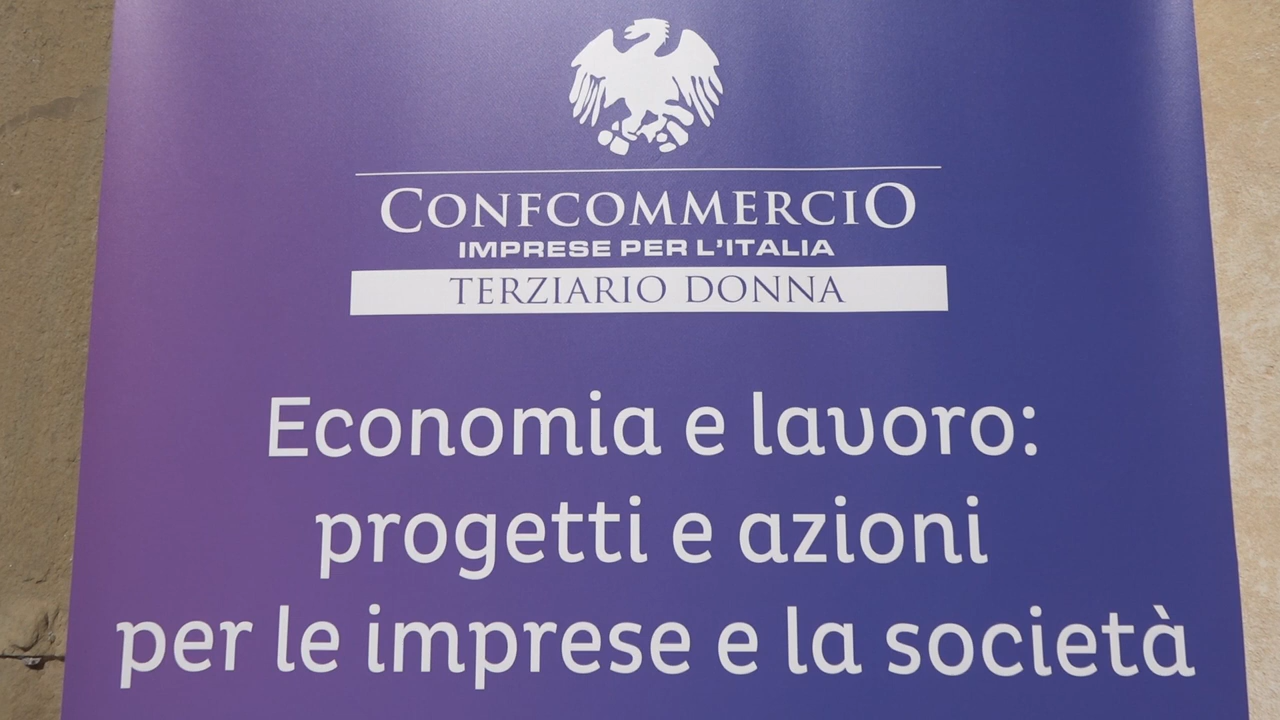 CONFCOMMERCIO
IMPRESE PER L'ITALIA
TERZIARIO DONNA
Economia e lavoro:
progetti e azioni
per le imprese e la società